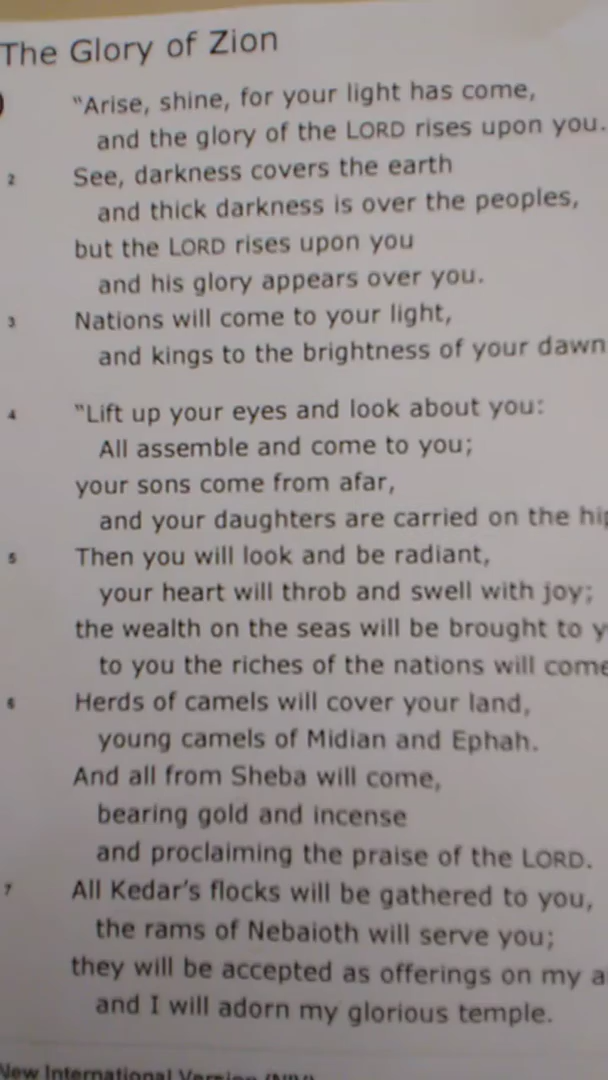 The Glory of Zion
"Arise, shine, for your light has come,
and the glory of the LORD rises upon you.
2 See, darkness covers the earth
and thick darkness is over the peoples,
but the LORD rises upon you
and his glory appears over you.
3 Nations will come to your light,
and kings to the brightness of your dawn
4 "Lift up your eyes and look about you:
All assemble and come to you;
your sons come from afar,
and your daughters are carried on the
5 Then you will look and be radiant,
your heart will throb and swell with joy;
the wealth on the seas will be brought to
to you the riches of the nations will come
6 Herds of camels will cover your land,
young camels of Midian and Ephah.
And all from Sheba will come,
bearing gold and incense
and proclaiming the praise of the LORD.
7 All Kedar's flocks will be gathered to you,
the rams of Nebaioth will serve you;
they will be accepted as offerings on my
and I will adorn my glorious temple.
New International Version (NIV)